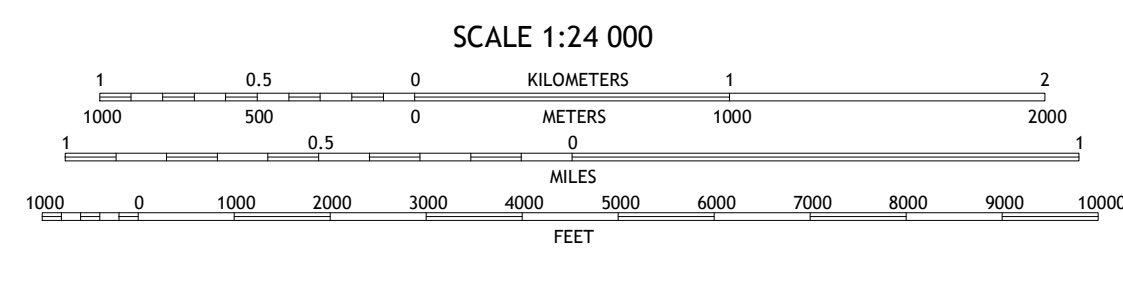 SCALE 1:24 000
1 0.5 0 KILOMETERS 1 2
1000 500 0 METERS 1000 2000
1 0.5 0 1
MILES
1000 0 1000 2000 3000 4000 5000 6000 7000 8000 9000 10000
FEET